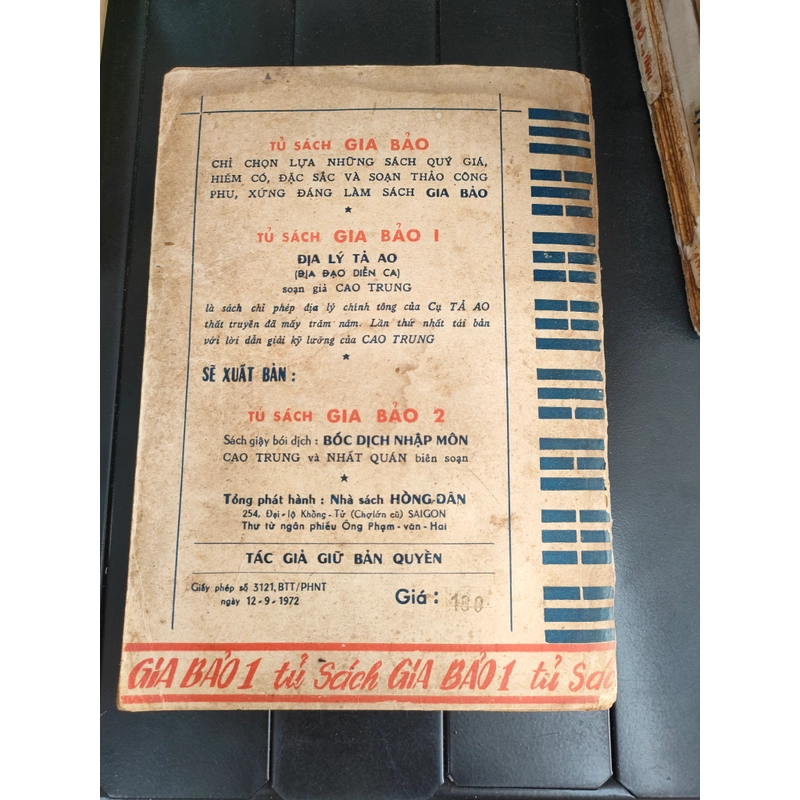 TỦ SÁCH GIA BẢO
CHỈ CHỌN LỰA NHỮNG SÁCH QUÝ GIÁ,
HIẾM CÓ, ĐẶC SẮC VÀ SOẠN THẢO CÔNG
PHU, XỨNG ĐÁNG LÀM SÁCH GIA BẢO
TỦ SÁCH GIA BẢO 1
ĐỊA LÝ TẢ AO
(ĐỊA ĐẠO DIỄN CA)
soạn giả CAO TRUNG
là sách chỉ phép địa lý chính tông của Cụ TẢ AO
thất truyền đã mấy trăm năm. Lần thứ nhất tái bản
với lời dẫn giải kỹ lưỡng của CAO TRUNG
SẼ XUẤT BẢN :
TỦ SÁCH GIA BẢO 2
Sách giậy bói dịch : BỐC DỊCH NHẬP MÔN
CAO TRUNG và NHẤT QUÁN biên soạn
Tổng phát hành : Nhà sách HỒNG DÂN
254, Đại-lộ Khổng-Tử (Chợlớn cũ) SAIGON
Thư từ ngân phiếu Ông Phạm-văn-Hai
TÁC GIẢ GIỮ BẢN QUYỀN
Giấy phép số 3121, BTT/PHNT
ngày 12-9-1972
Giá : 180
GIA BẢO 1 tủ Sách GIA BẢO 1 tủ Sác